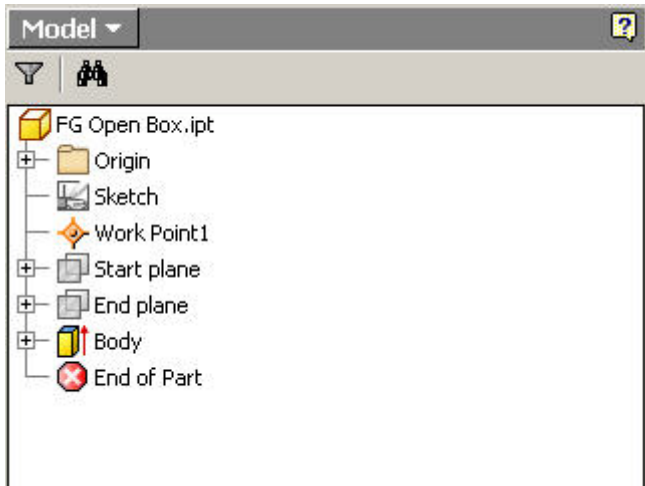 Model
FG Open Box.ipt
Origin
Sketch
Work Point1
Start plane
End plane
Body
End of Part